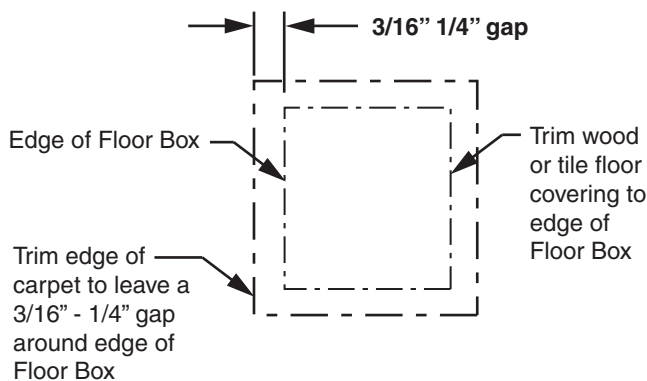 3/16” 1/4” gap
Edge of Floor Box
Trim wood
or tile floor
covering to
edge of
Floor Box
Trim edge of
carpet to leave a
3/16” - 1/4” gap
around edge of
Floor Box